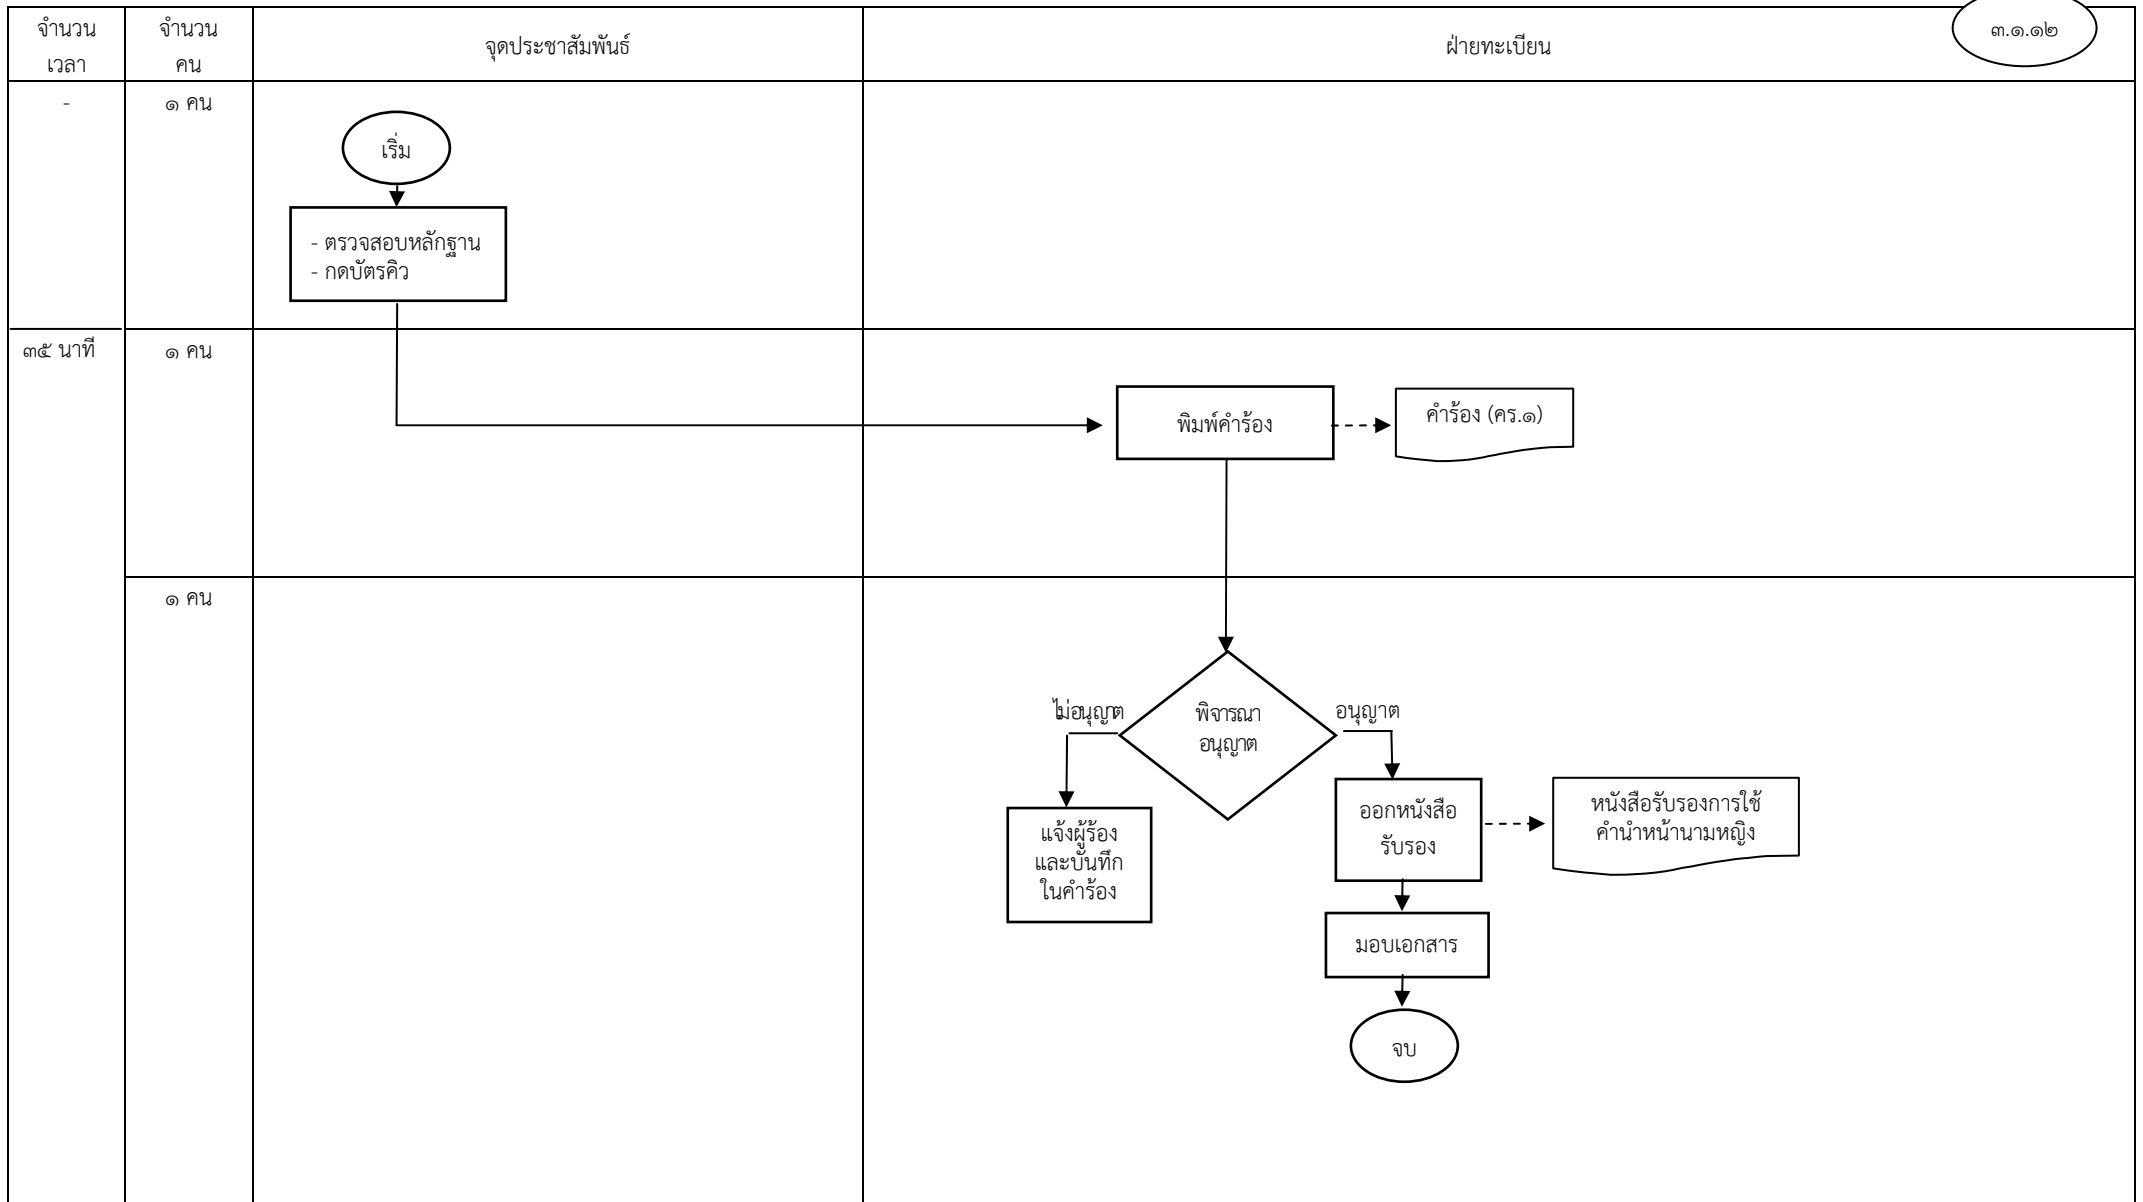 จำนวน
เวลา
จำนวน
คน
จุดประชาสัมพันธ์
ฝ่ายทะเบียน
๓.๑.๑๒
-
๑ คน
เริ่ม
- ตรวจสอบหลักฐาน
- กดบัตรคิว
๓๕ นาที
๑ คน
พิมพ์คำร้อง
คำร้อง (คร.๑)
๑ คน
ไม่อนุญาต
พิจารณา
อนุญาต
อนุญาต
แจ้งผู้ร้อง
และบันทึก
ในคำร้อง
ออกหนังสือ
รับรอง
หนังสือรับรองการใช้
คำนำหน้านามหญิง
มอบเอกสาร
จบ